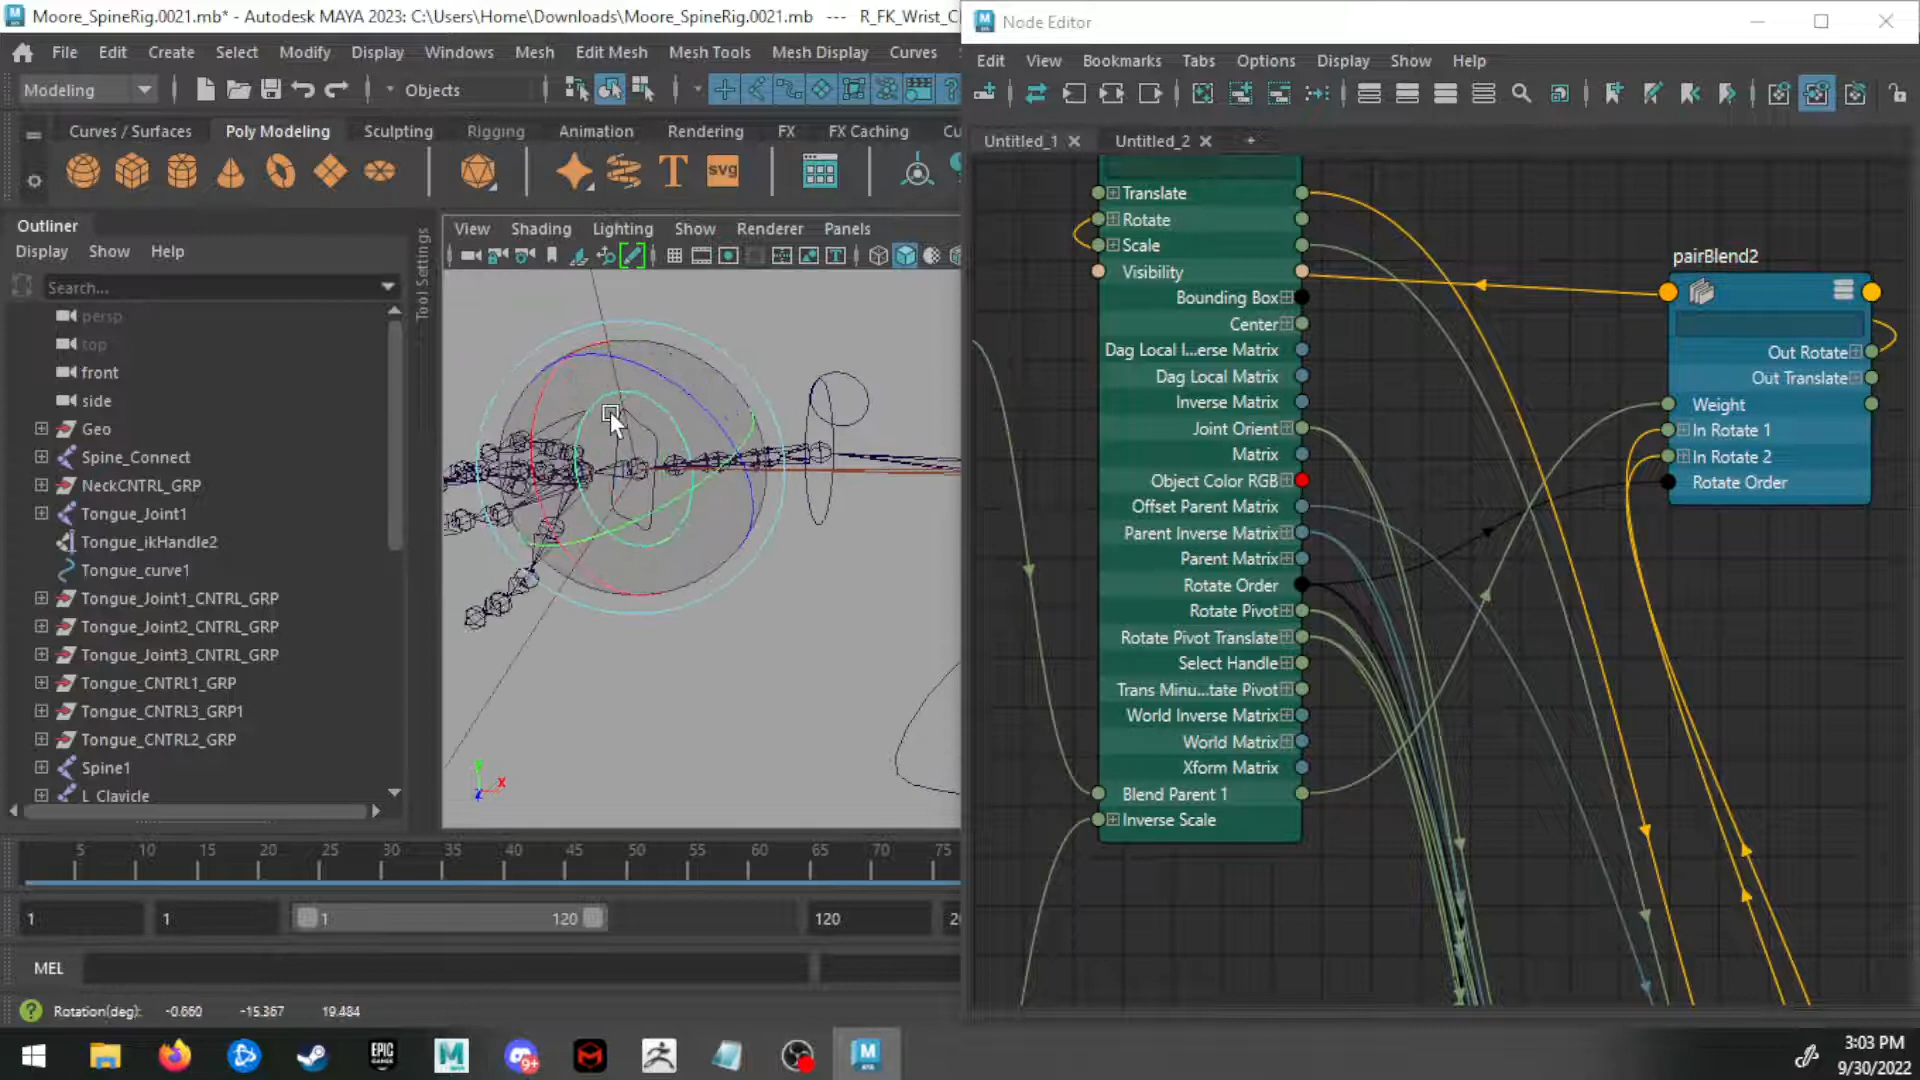 Moore_SpineRig.0021.mb* - Autodesk MAYA 2023: C:\Users\Home\Downloads\Moore_SpineRig.0021.mb   ---   R_FK_Wrist_C
File Edit Create Select Modify Display Windows Mesh Edit Mesh Mesh Tools Mesh Display Curves
Modeling Objects
Curves / Surfaces Poly Modeling Sculpting Rigging Animation Rendering FX FX Caching Cu
T svg
Outliner
Display Show Help
Search...
persp
top
front
side
Geo
Spine_Connect
NeckCNTRL_GRP
Tongue_Joint1
Tongue_ikHandle2
Tongue_curve1
Tongue_Joint1_CNTRL_GRP
Tongue_Joint2_CNTRL_GRP
Tongue_Joint3_CNTRL_GRP
Tongue_CNTRL1_GRP
Tongue_CNTRL3_GRP1
Tongue_CNTRL2_GRP
Spine1
L_Clavicle
Tool Settings
View Shading Lighting Show Renderer Panels
Y X Z
5 10 15 20 25 30 35 40 45 50 55 60 65 70 75
1 1 1 120 120 20
MEL
Rotation(deg): -0.660 -15.367 19.484
Node Editor
Edit View Bookmarks Tabs Options Display Show Help
Untitled_1 Untitled_2 +
Translate
Rotate
Scale
Visibility
Bounding Box
Center
Dag Local I...erse Matrix
Dag Local Matrix
Inverse Matrix
Joint Orient
Matrix
Object Color RGB
Offset Parent Matrix
Parent Inverse Matrix
Parent Matrix
Rotate Order
Rotate Pivot
Rotate Pivot Translate
Select Handle
Trans Minu...tate Pivot
World Inverse Matrix
World Matrix
Xform Matrix
Blend Parent 1
Inverse Scale
pairBlend2
Out Rotate
Out Translate
Weight
In Rotate 1
In Rotate 2
Rotate Order
EPIC
GAMES
M
9+
M
3:03 PM
9/30/2022